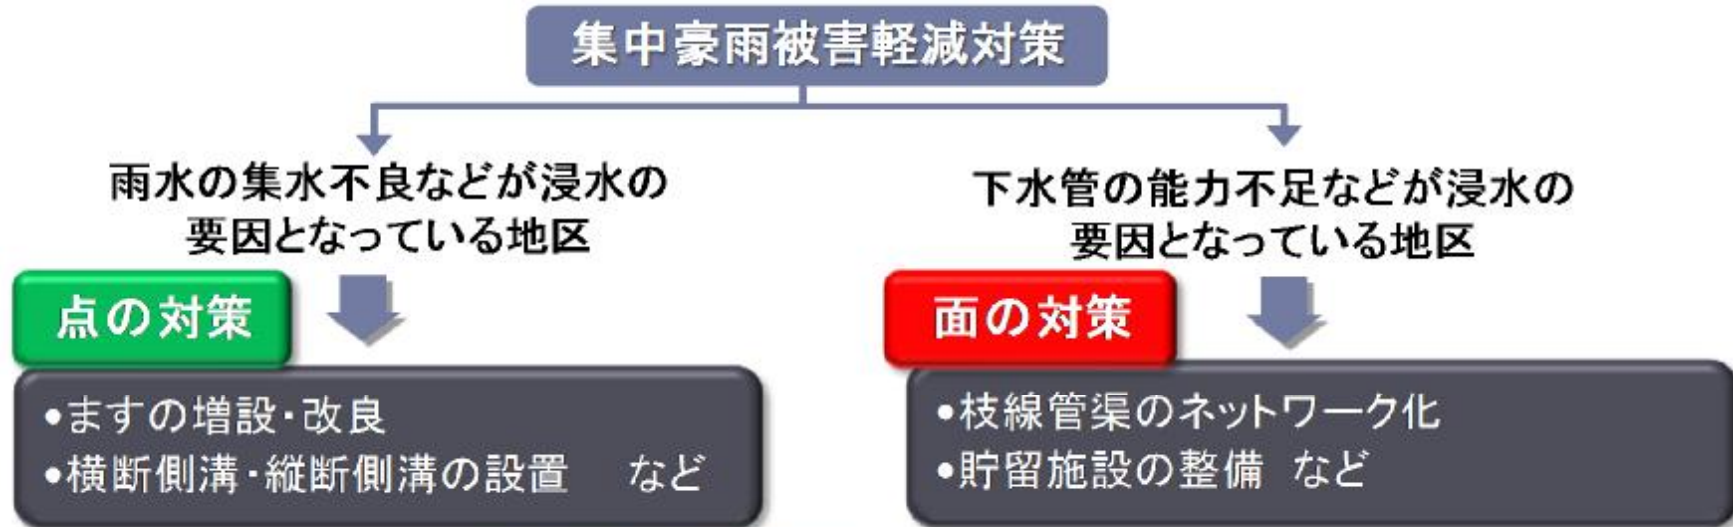 集中豪雨被害軽減対策
雨水の集水不良などが浸水の
要因となっている地区
点の対策
•ますの増設・改良
•横断側溝・縦断側溝の設置 など
下水管の能力不足などが浸水の
要因となっている地区
面の対策
•枝線管渠のネットワーク化
•貯留施設の整備 など